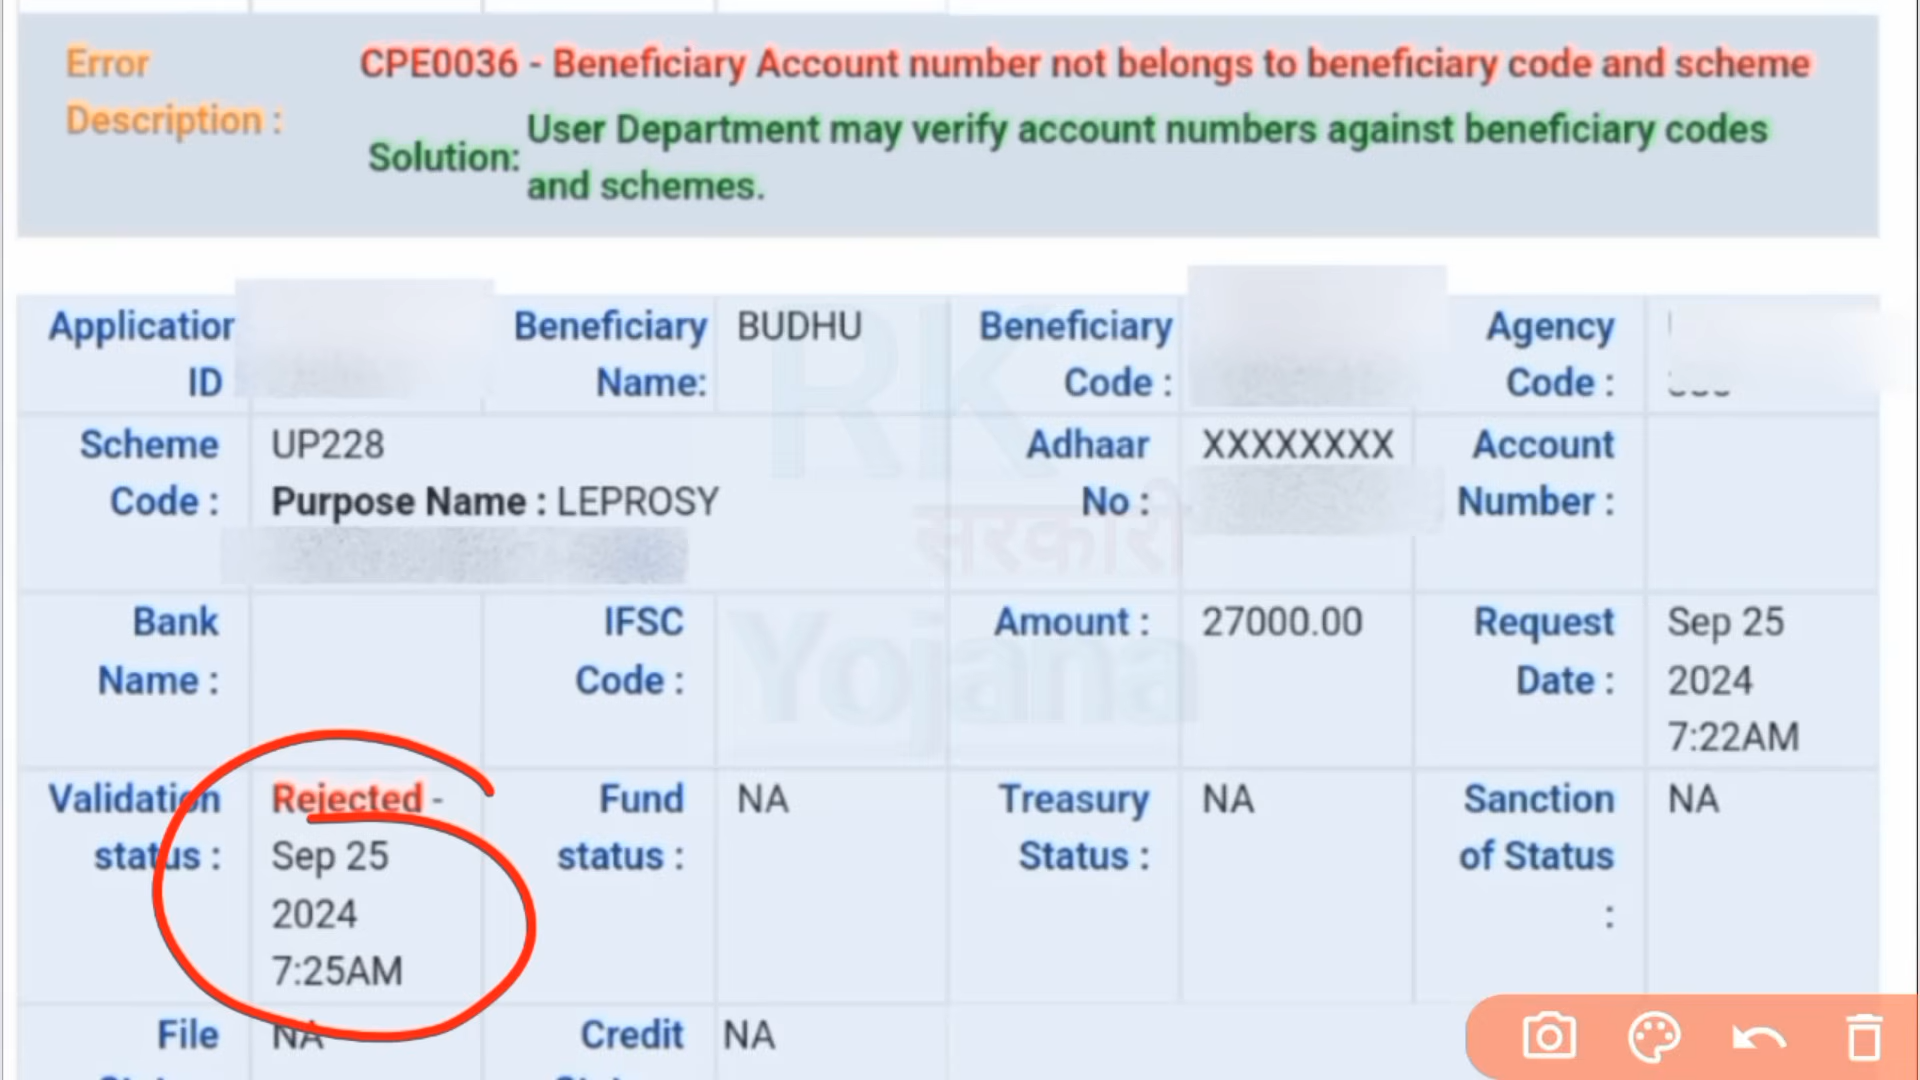 Error
Description :
CPE0036 - Beneficiary Account number not belongs to beneficiary code and scheme
Solution:
User Department may verify account numbers against beneficiary codes
and schemes.
Application
ID
Beneficiary
Name:
BUDHU
Beneficiary
Code :
Agency
Code :
Scheme
Code :
UP228
Purpose Name : LEPROSY
Adhaar
No :
XXXXXXXX
Account
Number :
Bank
Name :
IFSC
Code :
Amount :
27000.00
Request
Date :
Sep 25
2024
7:22AM
Validation
status :
Rejected -
Sep 25
2024
7:25AM
Fund
status :
NA
Treasury
Status :
NA
Sanction
of Status
:
NA
File
NA
Credit
NA
RK
सरकारी
Yojana